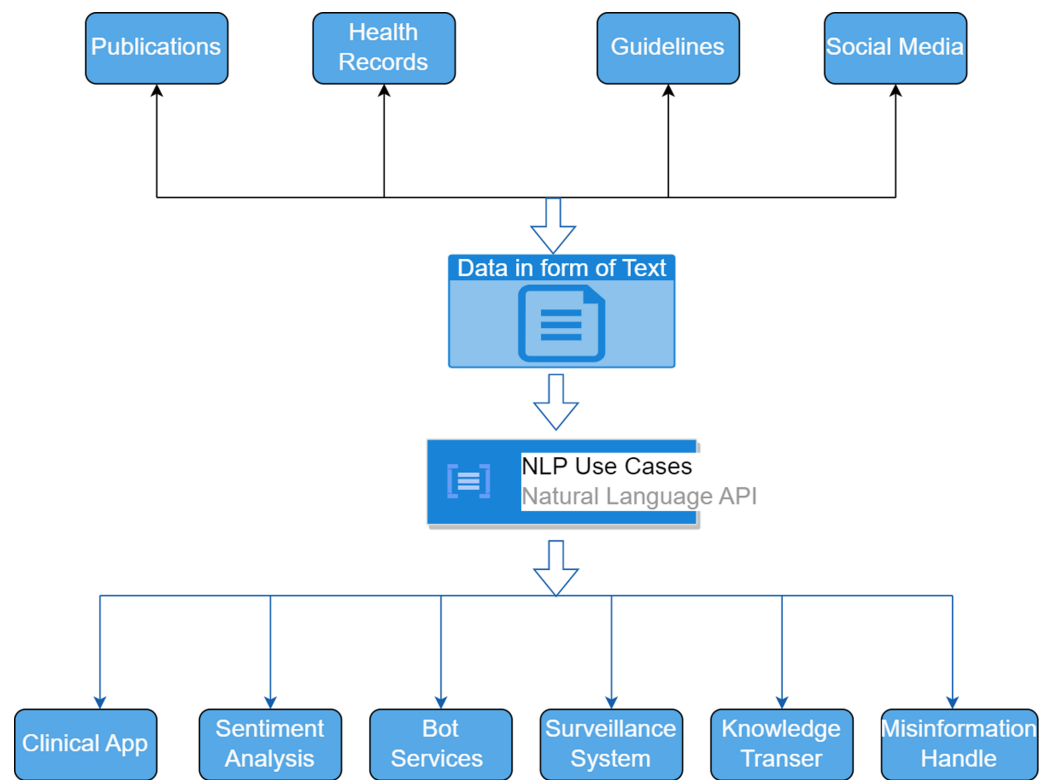 Publications
Health
Records
Guidelines
Social Media
Data in form of Text
NLP Use Cases
Natural Language API
Clinical App
Sentiment
Analysis
Bot
Services
Surveillance
System
Knowledge
Transer
Misinformation
Handle